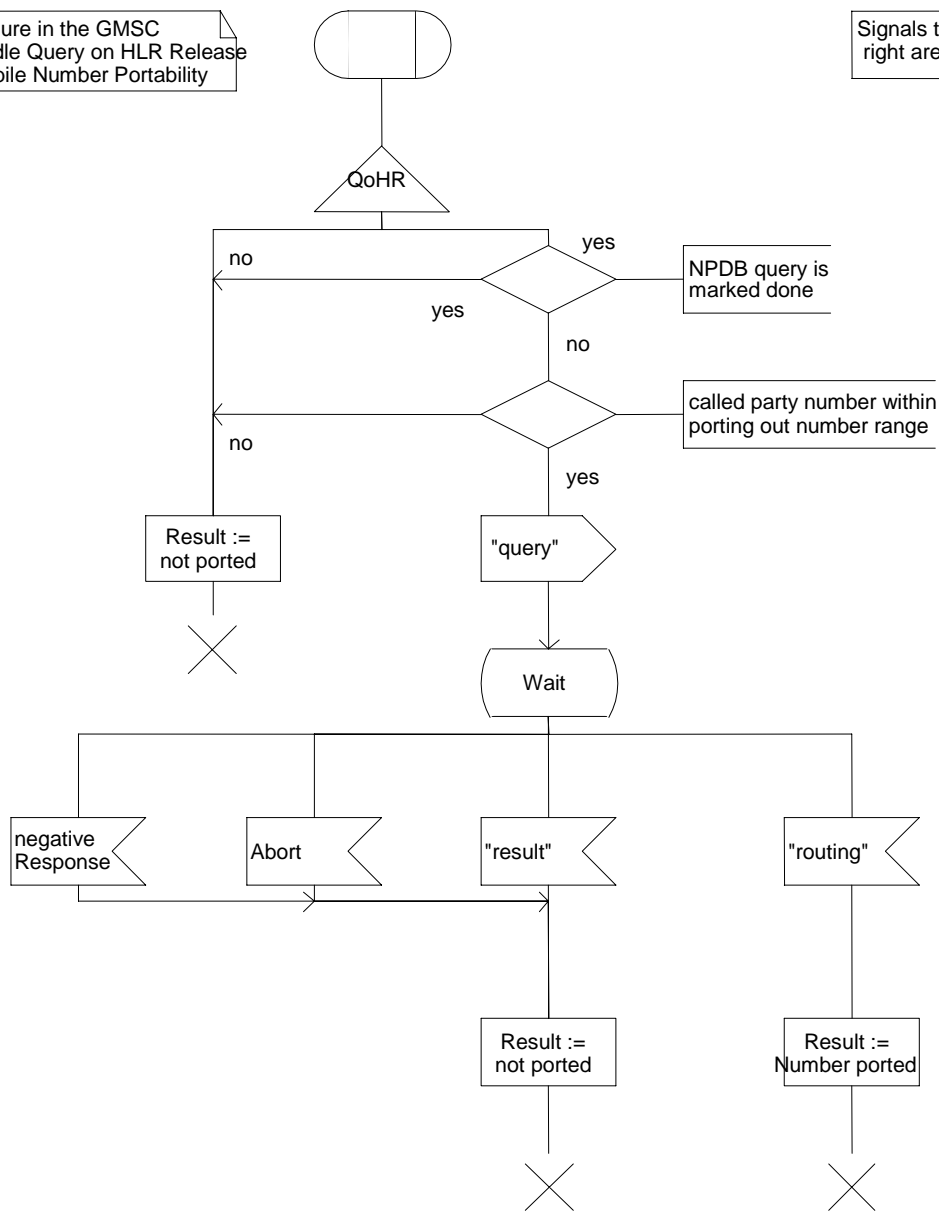 ure in the GMSC
dle Query on HLR Release
bile Number Portability
Signals t
right are
QoHR
no
yes
NPDB query is
marked done
yes
no
called party number within
porting out number range
no
yes
Result :=
not ported
"query"
Wait
negative
Response
Abort
"result"
"routing"
Result :=
not ported
Result :=
Number ported